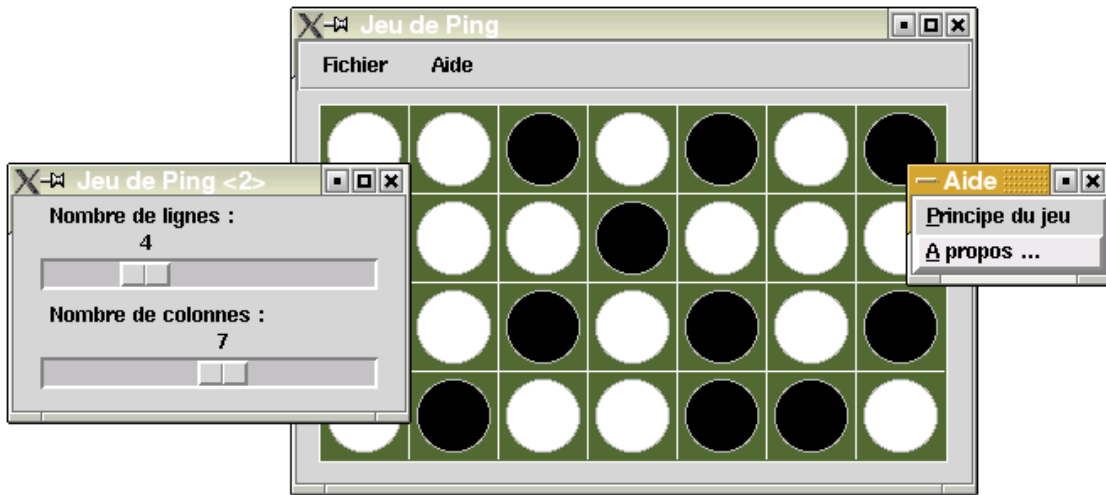 Jeu de Ping
Fichier Aide
Jeu de Ping <2>
Nombre de lignes :
4
Nombre de colonnes :
7
Aide
Principe du jeu
A propos ...